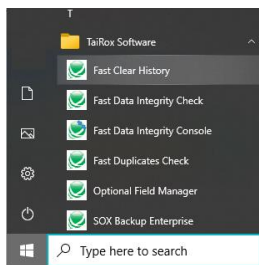 T
TaiRox Software
Fast Clear History
Fast Data Integrity Check
Fast Data Integrity Console
Fast Duplicates Check
Optional Field Manager
SOX Backup Enterprise
Type here to search